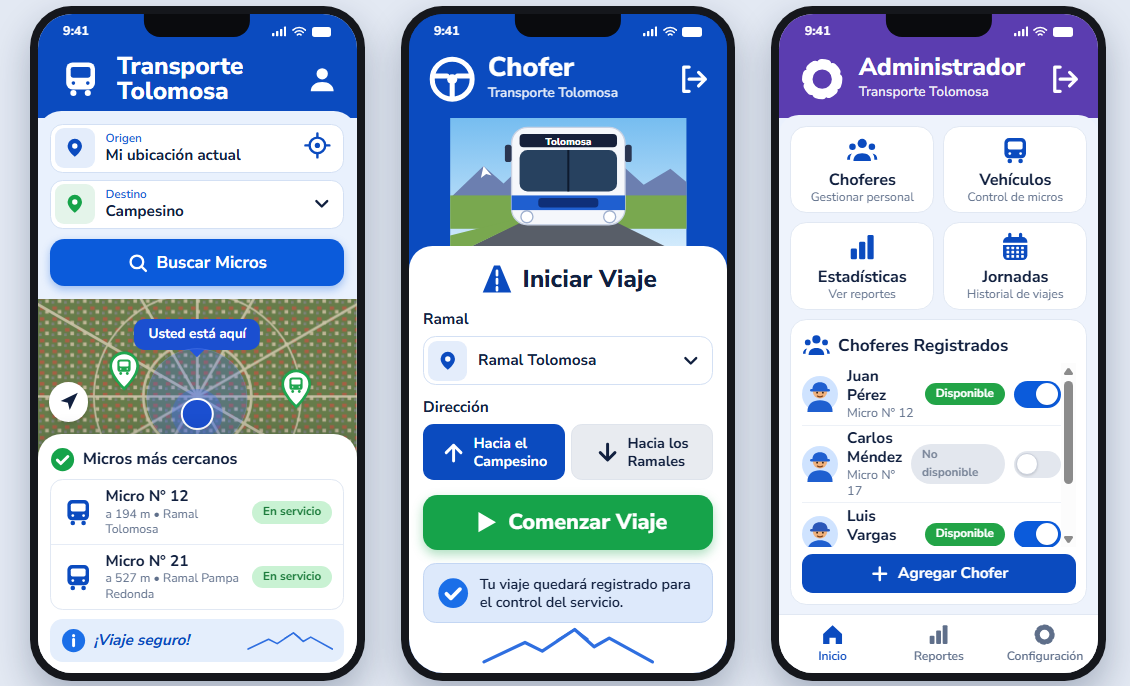 9:41
Transporte
Tolomosa
Origen
Mi ubicación actual
Destino
Campesino
Buscar Micros
Usted está aquí
Micros más cercanos
Micro N° 12
a 194 m • Ramal
Tolomosa
En servicio
Micro N° 21
a 527 m • Ramal Pampa
Redonda
En servicio
¡Viaje seguro!
9:41
Chofer
Transporte Tolomosa
Tolomosa
Iniciar Viaje
Ramal
Ramal Tolomosa
Dirección
Hacia el
Campesino
Hacia los
Ramales
Comenzar Viaje
Tu viaje quedará registrado para
el control del servicio.
9:41
Administrador
Transporte Tolomosa
Choferes
Gestionar personal
Vehículos
Control de micros
Estadísticas
Ver reportes
Jornadas
Historial de viajes
Choferes Registrados
Juan
Pérez
Micro N° 12
Disponible
Carlos
Méndez
Micro N°
17
No
disponible
Luis
Vargas
Disponible
Agregar Chofer
Inicio
Reportes
Configuración